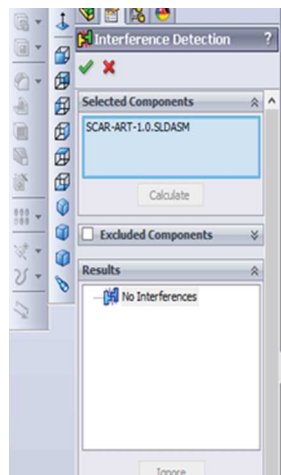 Interference Detection ?
Selected Components
SCAR-ART-1.0.SLDASM
Calculate
Excluded Components
Results
No Interferences
Ignore